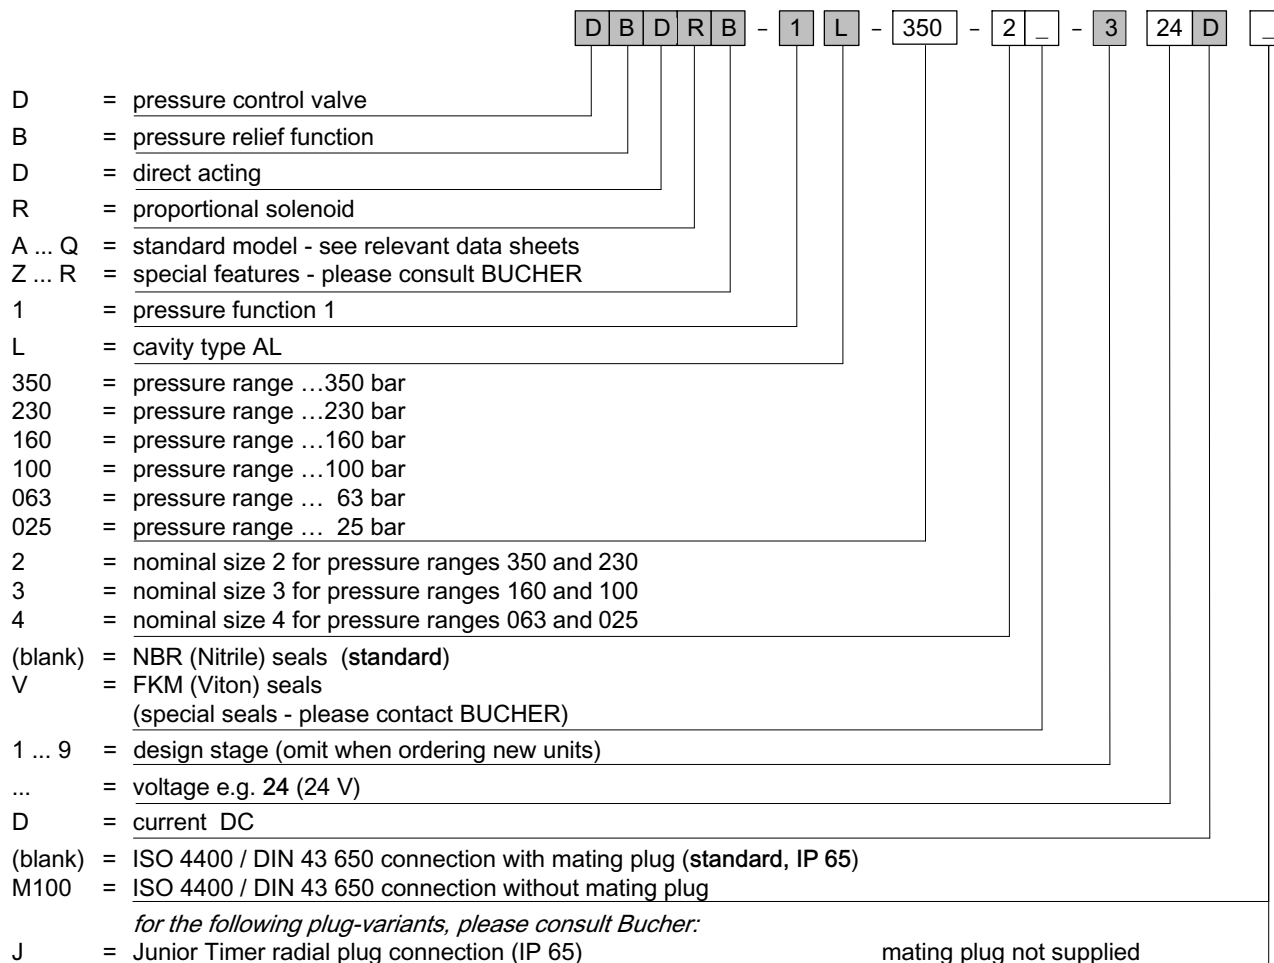 D B D R B - 1 L - 350 - 2 _ - 3 24 D _
D = pressure control valve
B = pressure relief function
D = direct acting
R = proportional solenoid
A ... Q = standard model - see relevant data sheets
Z ... R = special features - please consult BUCHER
1 = pressure function 1
L = cavity type AL
350 = pressure range …350 bar
230 = pressure range …230 bar
160 = pressure range …160 bar
100 = pressure range …100 bar
063 = pressure range … 63 bar
025 = pressure range … 25 bar
2 = nominal size 2 for pressure ranges 350 and 230
3 = nominal size 3 for pressure ranges 160 and 100
4 = nominal size 4 for pressure ranges 063 and 025
(blank) = NBR (Nitrile) seals (standard)
V = FKM (Viton) seals
(special seals - please contact BUCHER)
1 ... 9 = design stage (omit when ordering new units)
... = voltage e.g. 24 (24 V)
D = current DC
(blank) = ISO 4400 / DIN 43 650 connection with mating plug (standard, IP 65)
M100 = ISO 4400 / DIN 43 650 connection without mating plug
for the following plug-variants, please consult Bucher:
J = Junior Timer radial plug connection (IP 65) mating plug not supplied